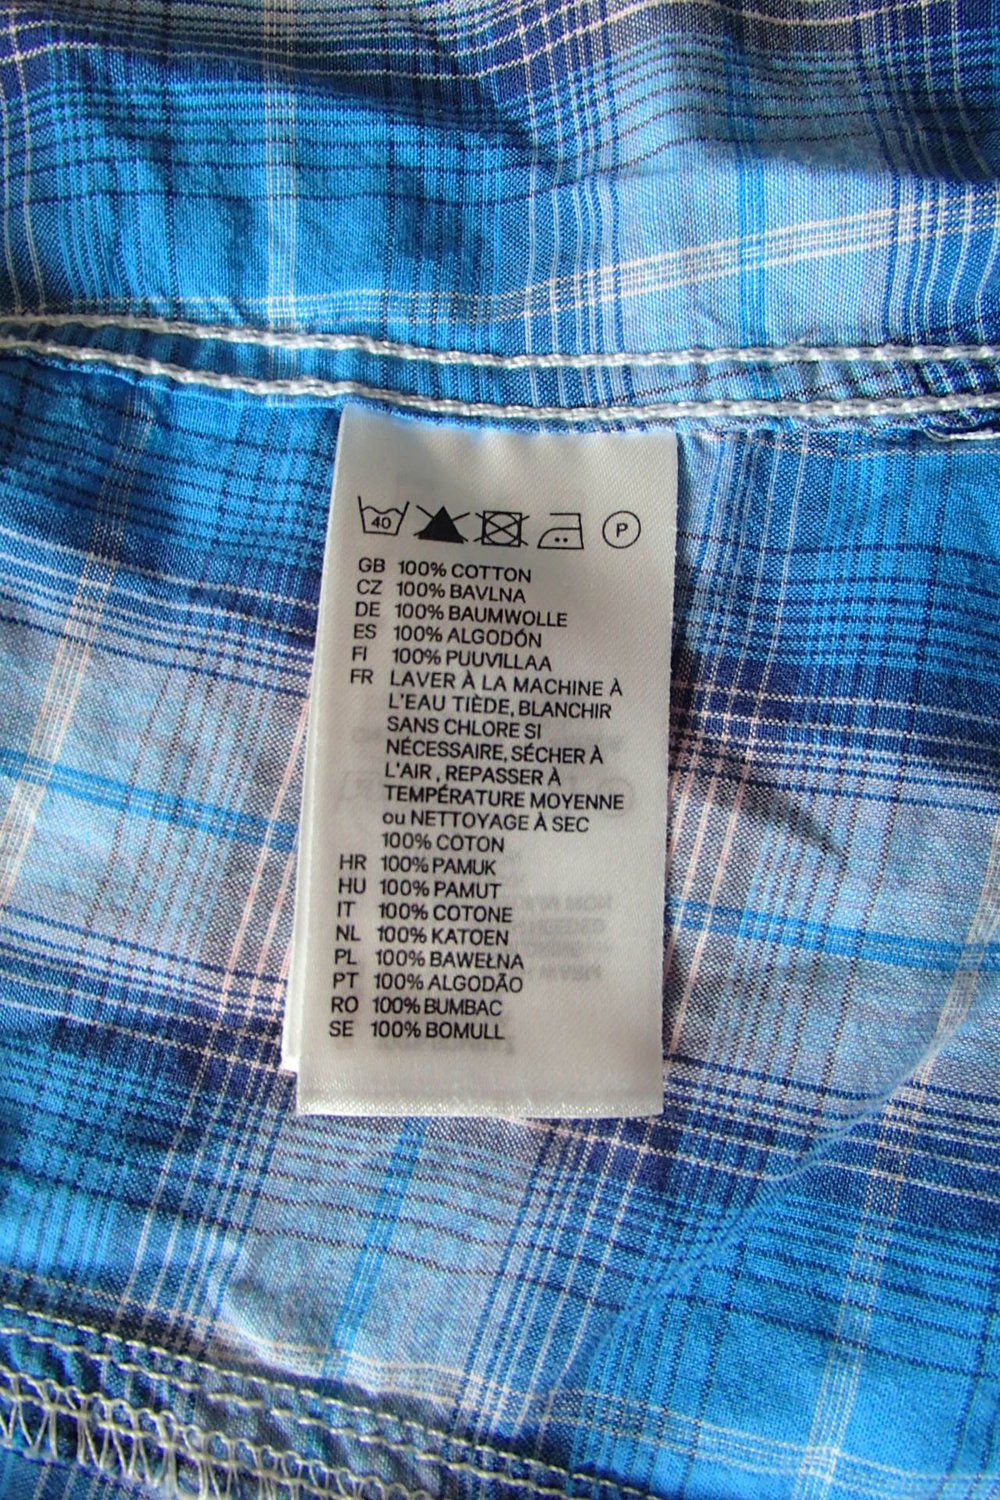 40 P
GB 100% COTTON
CZ 100% BAVLNA
DE 100% BAUMWOLLE
ES 100% ALGODÓN
FI 100% PUUVILLAA
FR LAVER À LA MACHINE À
L'EAU TIÈDE, BLANCHIR
SANS CHLORE SI
NÉCESSAIRE, SÉCHER À
L'AIR , REPASSER À
TEMPÉRATURE MOYENNE
ou NETTOYAGE À SEC
100% COTON
HR 100% PAMUK
HU 100% PAMUT
IT 100% COTONE
NL 100% KATOEN
PL 100% BAWEŁNA
PT 100% ALGODÃO
RO 100% BUMBAC
SE 100% BOMULL